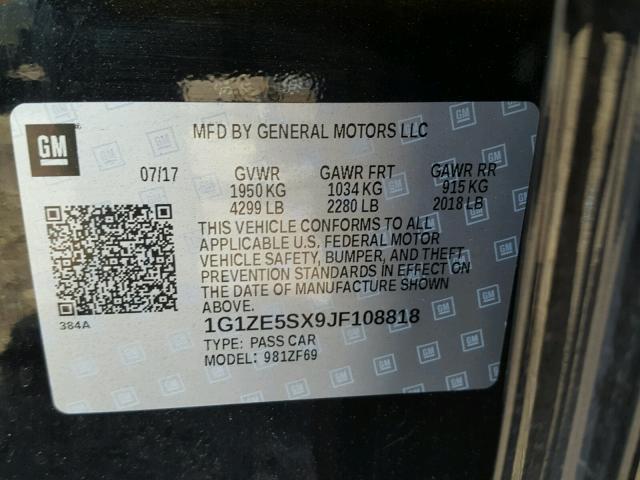 GM
MFD BY GENERAL MOTORS LLC
07/17 GVWR GAWR FRT GAWR RR
1950 KG 1034 KG 915 KG
4299 LB 2280 LB 2018 LB
THIS VEHICLE CONFORMS TO ALL
APPLICABLE U.S. FEDERAL MOTOR
VEHICLE SAFETY, BUMPER, AND THEFT
PREVENTION STANDARDS IN EFFECT ON
THE DATE OF MANUFACTURE SHOWN
ABOVE.
384A
1G1ZE5SX9JF108818
TYPE: PASS CAR
MODEL: 981ZF69